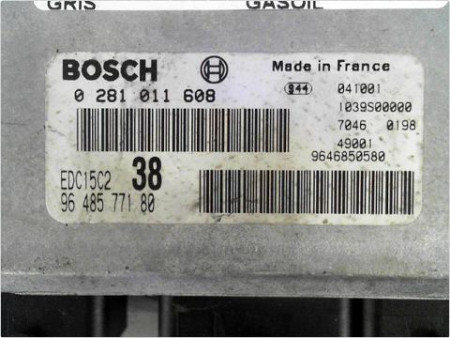 GRIS GASOIL
BOSCH Made in France
0 281 011 608 944 041001
1039S00000
7046 0198
49001
9646850580
EDC15C2 38
96 485 771 80